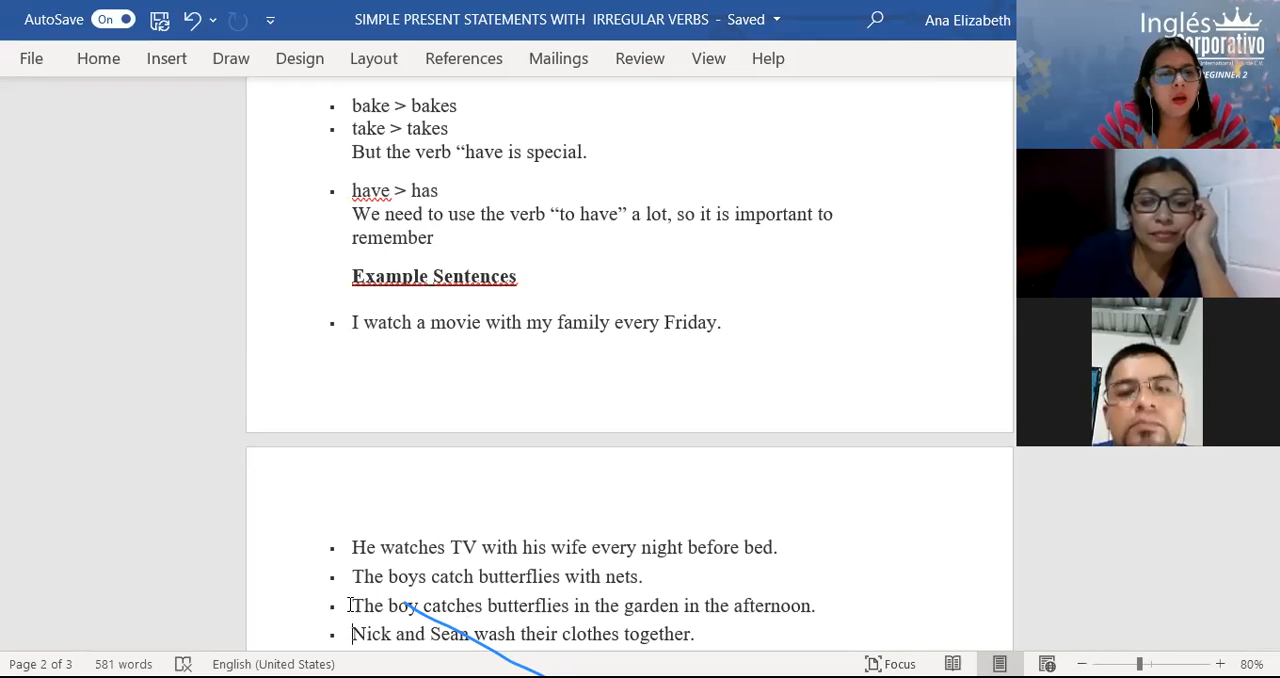 AutoSave On SIMPLE PRESENT STATEMENTS WITH IRREGULAR VERBS - Saved Ana Elizabeth
File Home Insert Draw Design Layout References Mailings Review View Help
bake > bakes
take > takes
But the verb “have is special.
have > has
We need to use the verb “to have” a lot, so it is important to
remember
Example Sentences
I watch a movie with my family every Friday.
He watches TV with his wife every night before bed.
The boys catch butterflies with nets.
The boy catches butterflies in the garden in the afternoon.
Nick and Sean wash their clothes together.
Page 2 of 3 581 words English (United States) Focus 80%
Inglés
Corporativo
BEGINNER 2